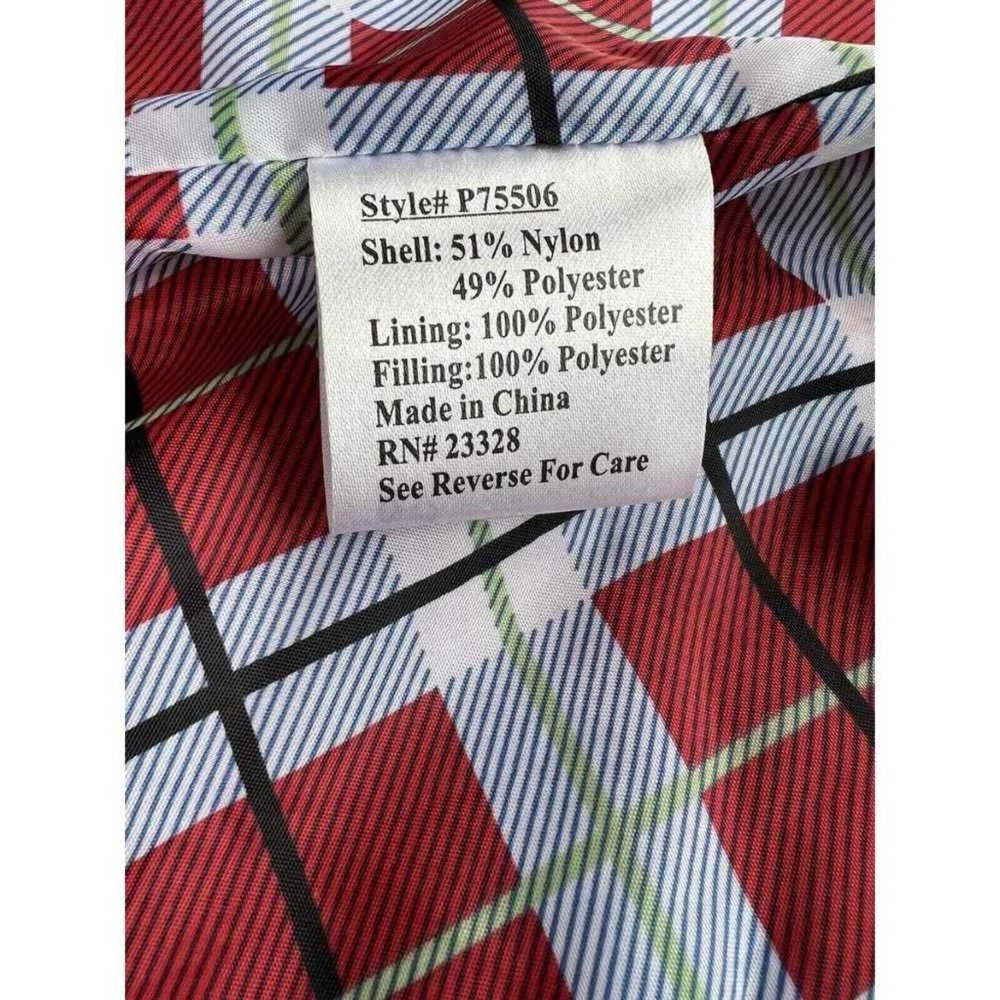 Style# P75506
Shell: 51% Nylon
49% Polyester
Lining: 100% Polyester
Filling:100% Polyester
Made in China
RN# 23328
See Reverse For Care